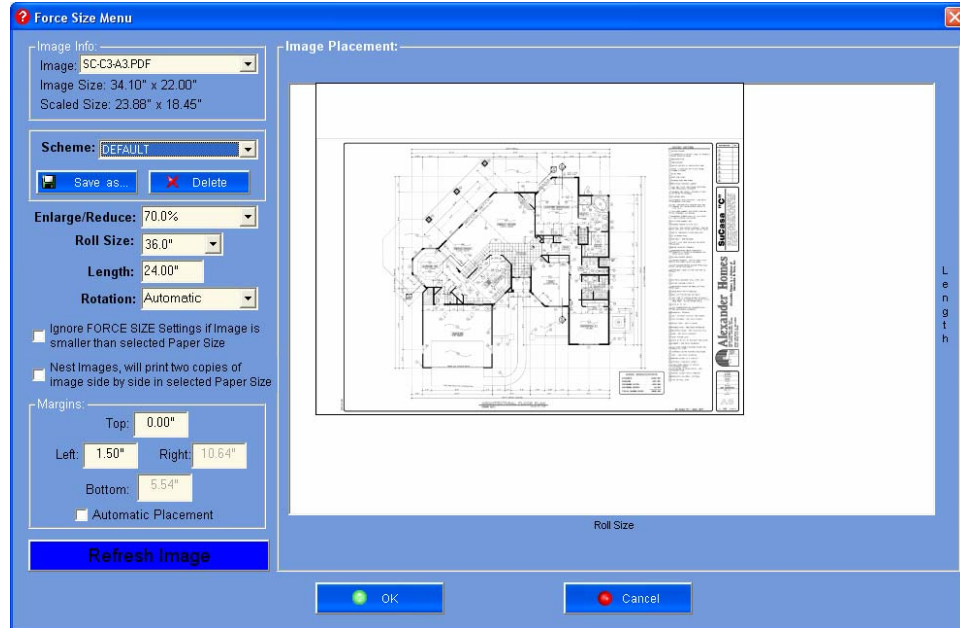 Force Size Menu
Image Info:
Image: SC-C3-A3.PDF
Image Size: 34.10" x 22.00"
Scaled Size: 23.88" x 18.45"
Scheme: DEFAULT
Save as... Delete
Enlarge/Reduce: 70.0%
Roll Size: 36.0"
Length: 24.00"
Rotation: Automatic
Ignore FORCE SIZE Settings if Image is
smaller than selected Paper Size
Nest Images, will print two copies of
image side by side in selected Paper Size
Margins:
Top: 0.00"
Left: 1.50" Right: 10.64"
Bottom: 5.54"
Automatic Placement
Refresh Image
Image Placement:
SuCasa "C"
Alexander Homes
Length
Roll Size
OK Cancel